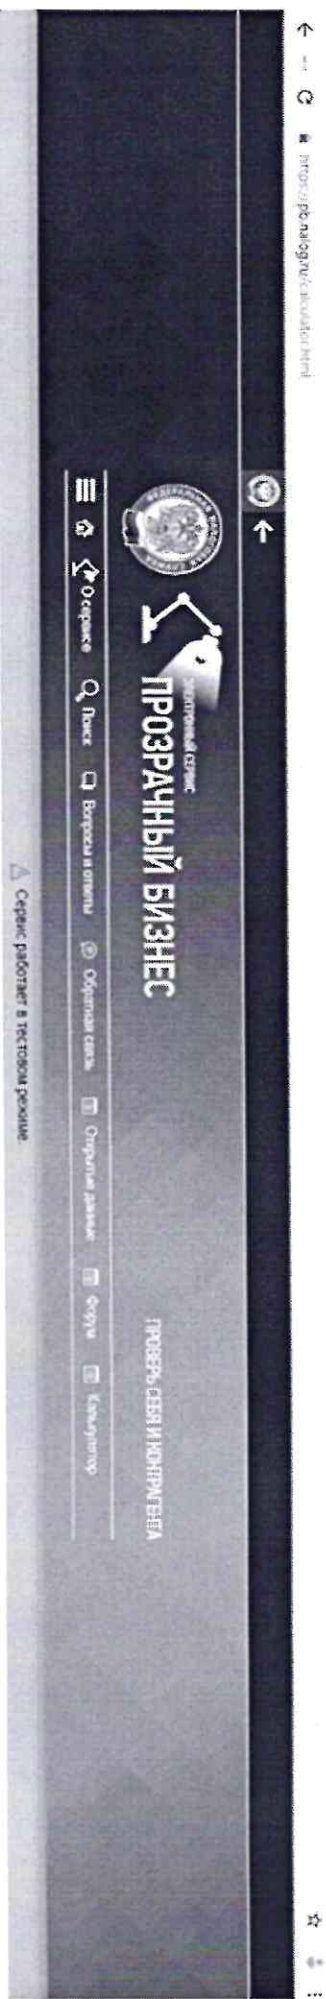 https://pb.nalog.ru/calculator.html
ЭЛЕКТРОННЫЙ СЕРВИС
ПРОЗРАЧНЫЙ БИЗНЕС
ПРОВЕРЬ СЕБЯ И КОНТРАГЕНТА
О сервисе Поиск Вопросы и ответы Обратная связь Открытые данные Форум Калькулятор
Сервис работает в тестовом режиме.